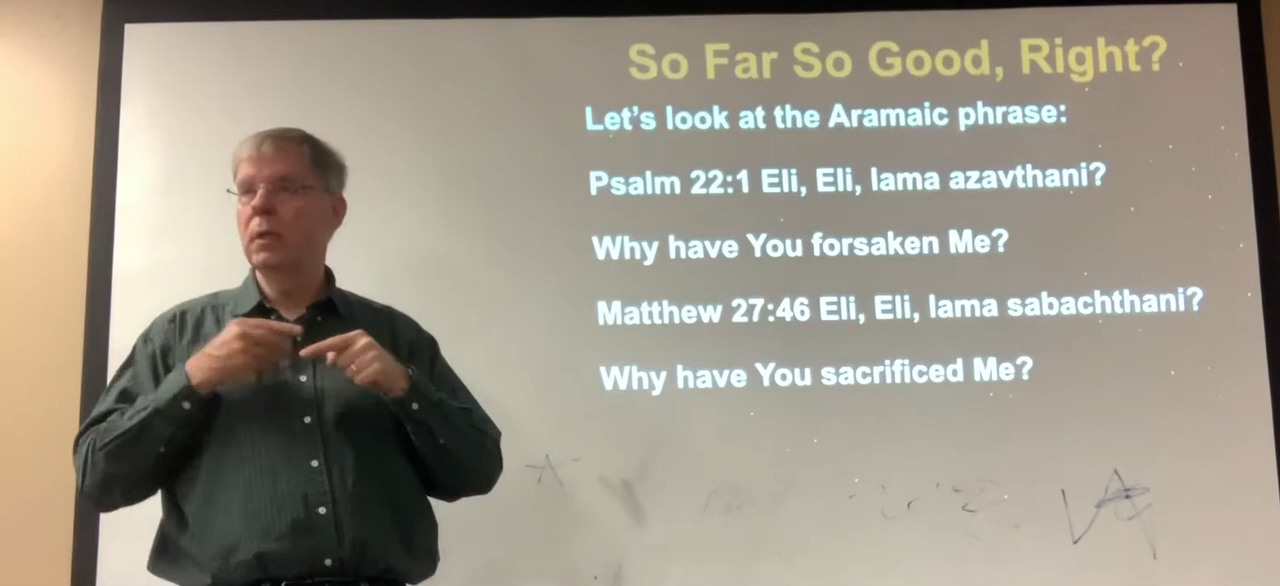 So Far So Good, Right?
Let's look at the Aramaic phrase:
Psalm 22:1 Eli, Eli, lama azavthani?
Why have You forsaken Me?
Matthew 27:46 Eli, Eli, lama sabachthani?
Why have You sacrificed Me?